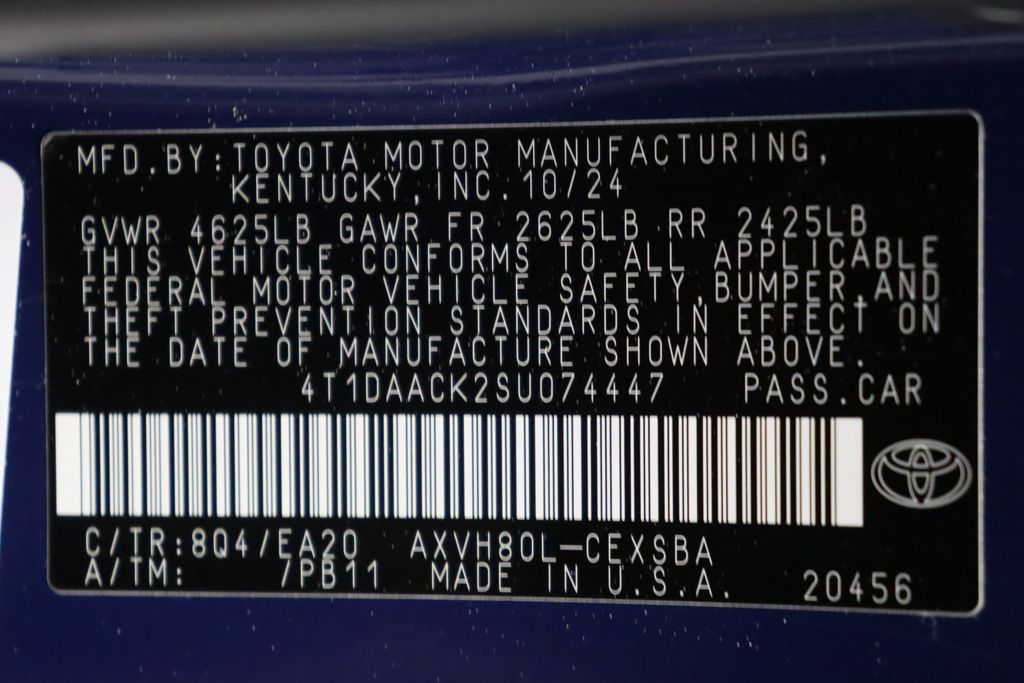 MFD.BY:TOYOTA MOTOR MANUFACTURING,
KENTUCKY,INC.10/24
GVWR 4625LB GAWR FR 2625LB RR 2425LB
THIS VEHICLE CONFORMS TO ALL APPLICABLE
FEDERAL MOTOR VEHICLE SAFETY,BUMPER,AND
THEFT PREVENTION STANDARDS IN EFFECT ON
THE DATE OF MANUFACTURE SHOWN ABOVE.
4T1DAACK2SU074447 PASS.CAR
C/TR:8Q4/EA20 AXVH80L-CEXSBA
A/TM: /PB11 MADE IN U.S.A. 20456